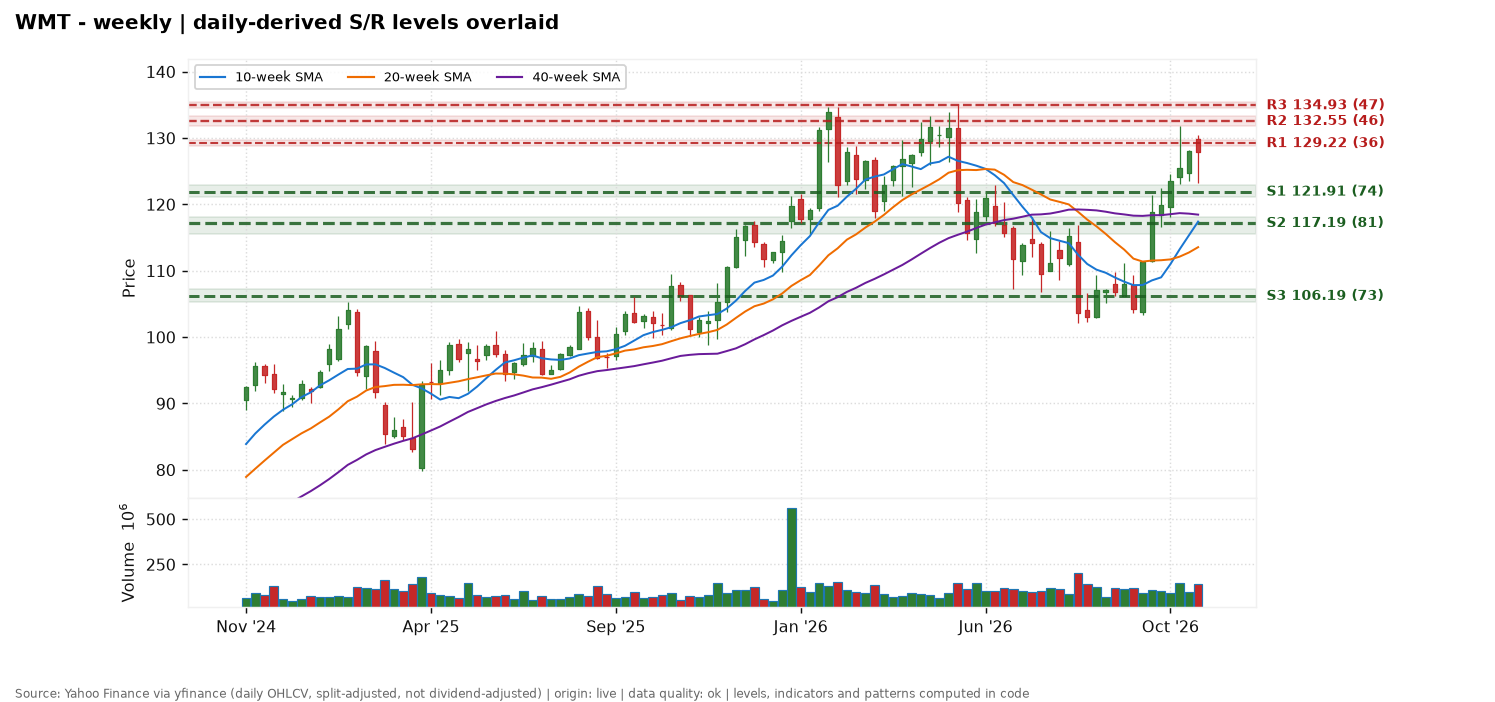 WMT - weekly | daily-derived S/R levels overlaid
10-week SMA
20-week SMA
40-week SMA
140
130
120
110
100
90
80
Price
R3 134.93 (47)
R2 132.55 (46)
R1 129.22 (36)
S1 121.91 (74)
S2 117.19 (81)
S3 106.19 (73)
500
250
Volume 10⁶
Nov '24
Apr '25
Sep '25
Jan '26
Jun '26
Oct '26
Source: Yahoo Finance via yfinance (daily OHLCV, split-adjusted, not dividend-adjusted) | origin: live | data quality: ok | levels, indicators and patterns computed in code